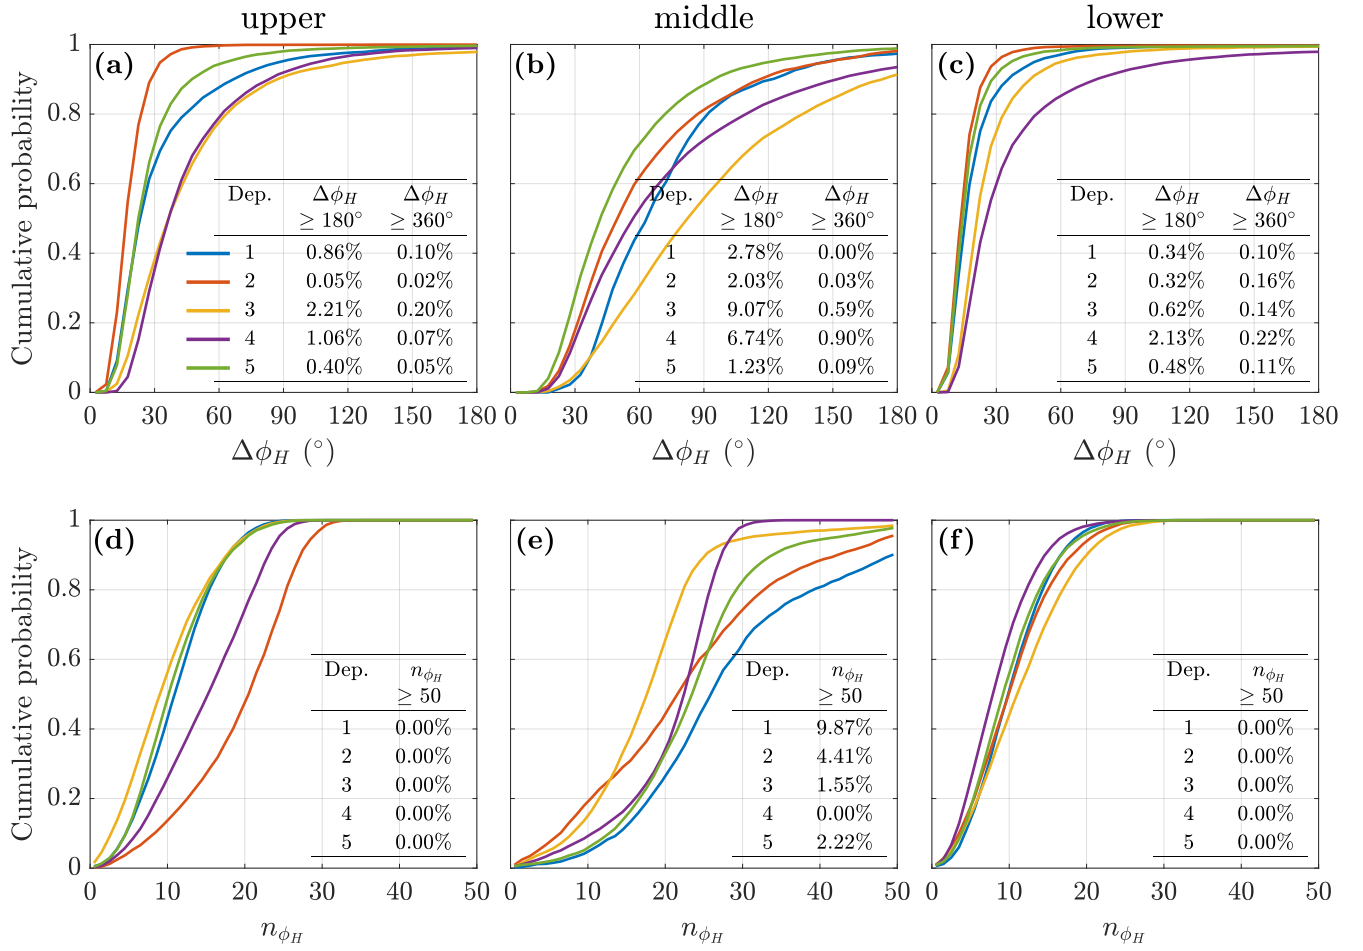 upper middle lower
(a) (b) (c)
Cumulative probability
1
0.8
0.6
0.4
0.2
0
Dep. Δϕ_H Δϕ_H
≥ 180° ≥ 360°
1 0.86% 0.10%
2 0.05% 0.02%
3 2.21% 0.20%
4 1.06% 0.07%
5 0.40% 0.05%
0 30 60 90 120 150 180
Δϕ_H (°)
Dep. Δϕ_H Δϕ_H
≥ 180° ≥ 360°
1 2.78% 0.00%
2 2.03% 0.03%
3 9.07% 0.59%
4 6.74% 0.90%
5 1.23% 0.09%
0 30 60 90 120 150 180
Δϕ_H (°)
Dep. Δϕ_H Δϕ_H
≥ 180° ≥ 360°
1 0.34% 0.10%
2 0.32% 0.16%
3 0.62% 0.14%
4 2.13% 0.22%
5 0.48% 0.11%
0 30 60 90 120 150 180
Δϕ_H (°)
(d) (e) (f)
Cumulative probability
1
0.8
0.6
0.4
0.2
0
Dep. n_ϕ_H
≥ 50
1 0.00%
2 0.00%
3 0.00%
4 0.00%
5 0.00%
0 10 20 30 40 50
n_ϕ_H
Dep. n_ϕ_H
≥ 50
1 9.87%
2 4.41%
3 1.55%
4 0.00%
5 2.22%
0 10 20 30 40 50
n_ϕ_H
Dep. n_ϕ_H
≥ 50
1 0.00%
2 0.00%
3 0.00%
4 0.00%
5 0.00%
0 10 20 30 40 50
n_ϕ_H